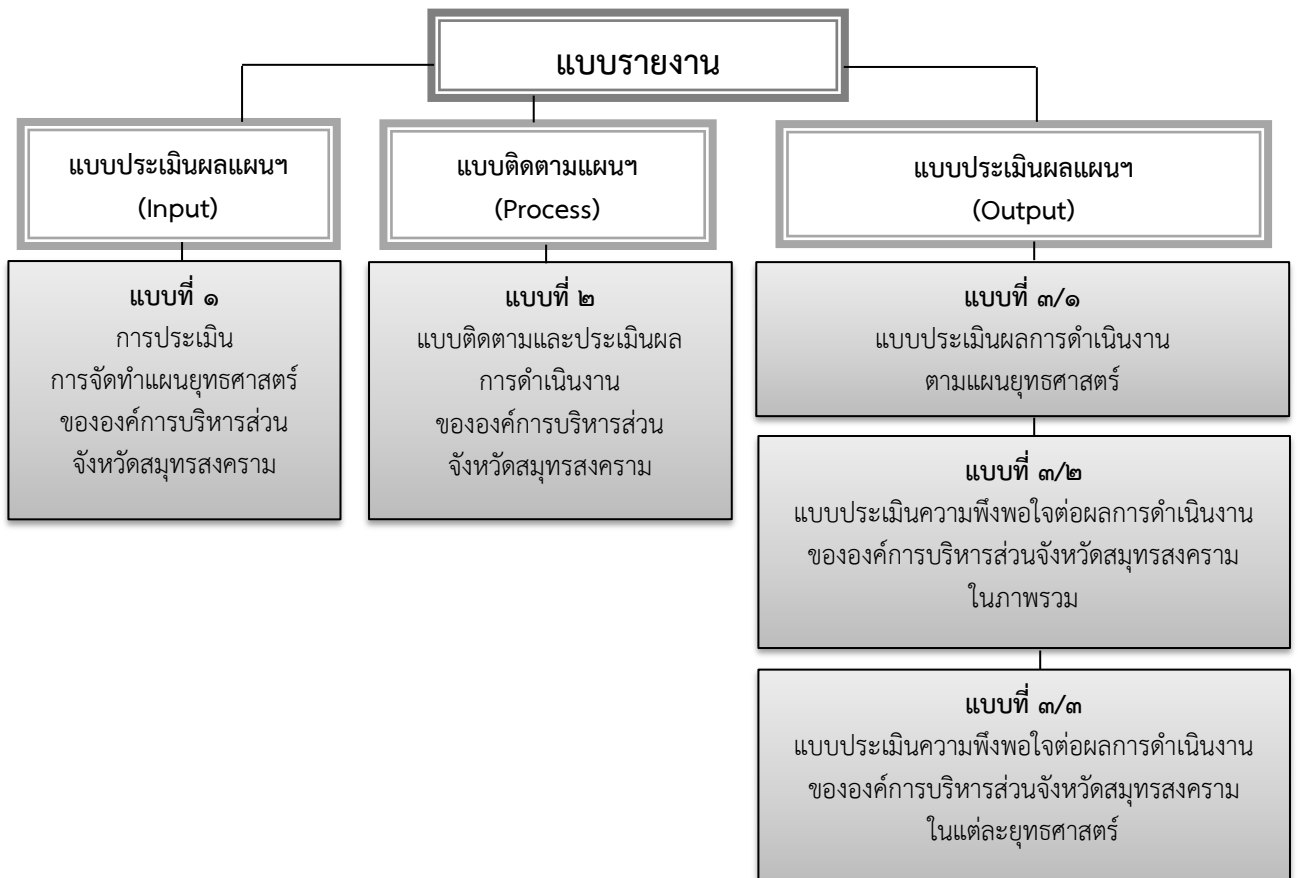 แบบรายงาน
แบบประเมินผลแผนฯ
(Input)
แบบที่ ๑
การประเมิน
การจัดทำแผนยุทธศาสตร์
ขององค์การบริหารส่วน
จังหวัดสมุทรสงคราม
แบบติดตามแผนฯ
(Process)
แบบที่ ๒
แบบติดตามและประเมินผล
การดำเนินงาน
ขององค์การบริหารส่วน
จังหวัดสมุทรสงคราม
แบบประเมินผลแผนฯ
(Output)
แบบที่ ๓/๑
แบบประเมินผลการดำเนินงาน
ตามแผนยุทธศาสตร์
แบบที่ ๓/๒
แบบประเมินความพึงพอใจต่อผลการดำเนินงาน
ขององค์การบริหารส่วนจังหวัดสมุทรสงคราม
ในภาพรวม
แบบที่ ๓/๓
แบบประเมินความพึงพอใจต่อผลการดำเนินงาน
ขององค์การบริหารส่วนจังหวัดสมุทรสงคราม
ในแต่ละยุทธศาสตร์